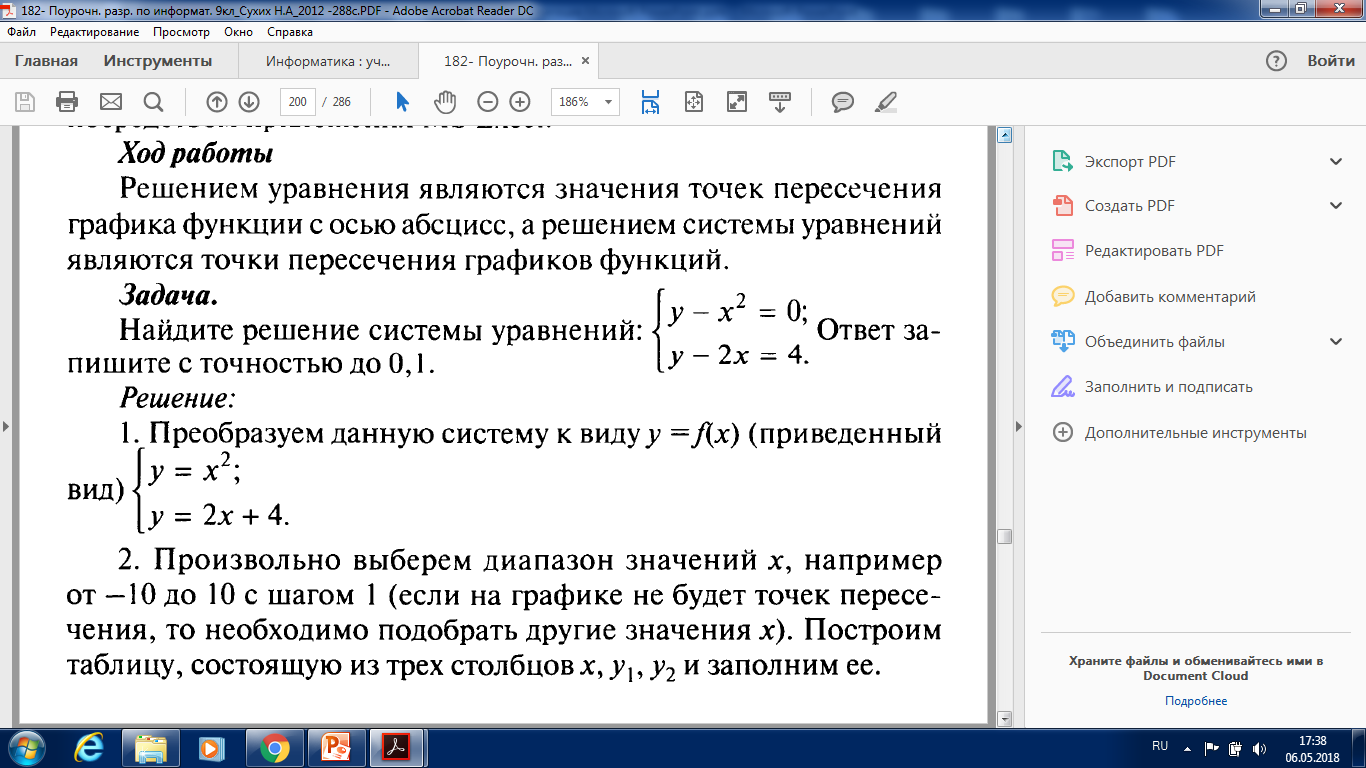 182- Поурочн. разр. по информат. 9кл_Сухих Н.А_2012 -288с.PDF - Adobe Acrobat Reader DC
Файл Редактирование Просмотр Окно Справка
Главная Инструменты Информатика : уч... 182- Поурочн. раз... × Войти
200 / 286 186%
Ход работы
Решением уравнения являются значения точек пересечения
графика функции с осью абсцисс, а решением системы уравнений
являются точки пересечения графиков функций.
Задача.
Найдите решение системы уравнений: { y − x² = 0; y − 2x = 4. Ответ за-
пишите с точностью до 0,1.
Решение:
1. Преобразуем данную систему к виду y = f(x) (приведенный
вид) { y = x²; y = 2x + 4.
2. Произвольно выберем диапазон значений x, например
от −10 до 10 с шагом 1 (если на графике не будет точек пересе-
чения, то необходимо подобрать другие значения x). Построим
таблицу, состоящую из трех столбцов x, y₁, y₂ и заполним ее.
Экспорт PDF
Создать PDF
Редактировать PDF
Добавить комментарий
Объединить файлы
Заполнить и подписать
Дополнительные инструменты
Храните файлы и обменивайтесь ими в
Document Cloud
Подробнее
RU
17:38
06.05.2018